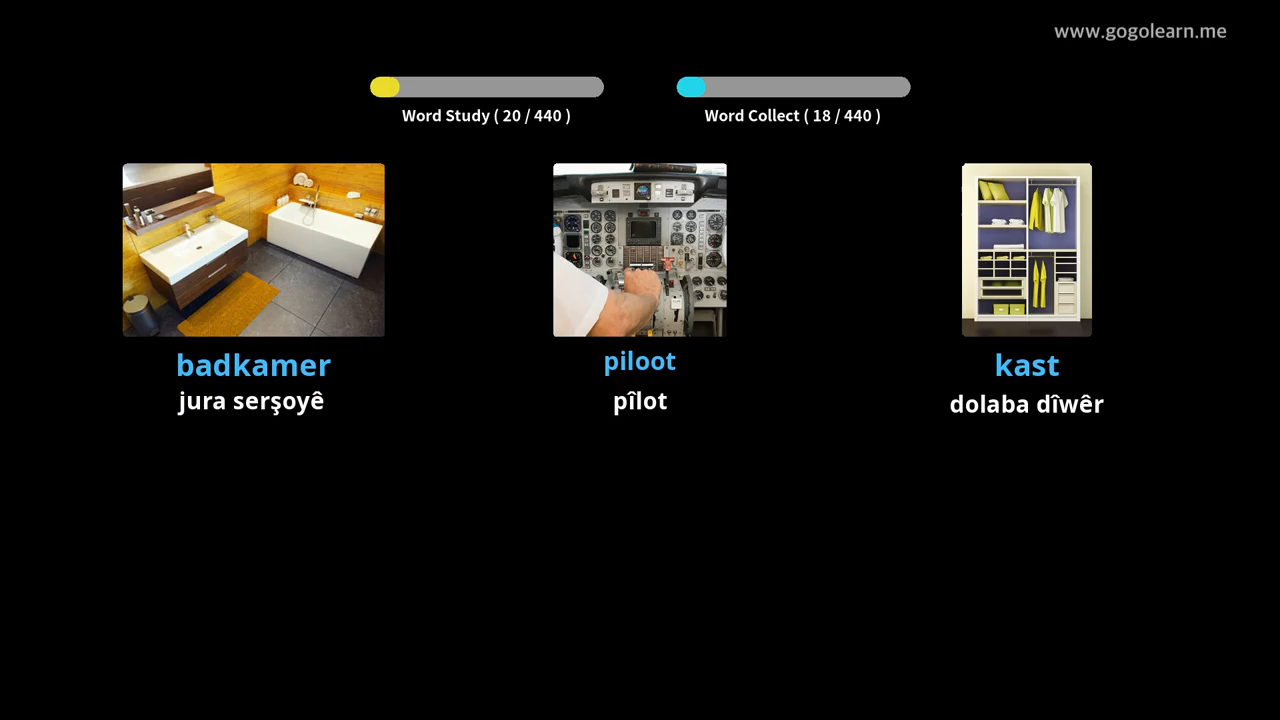 www.gogolearn.me
Word Study ( 20 / 440 )
Word Collect ( 18 / 440 )
badkamer
jura serşoyê
piloot
pîlot
kast
dolaba dîwêr